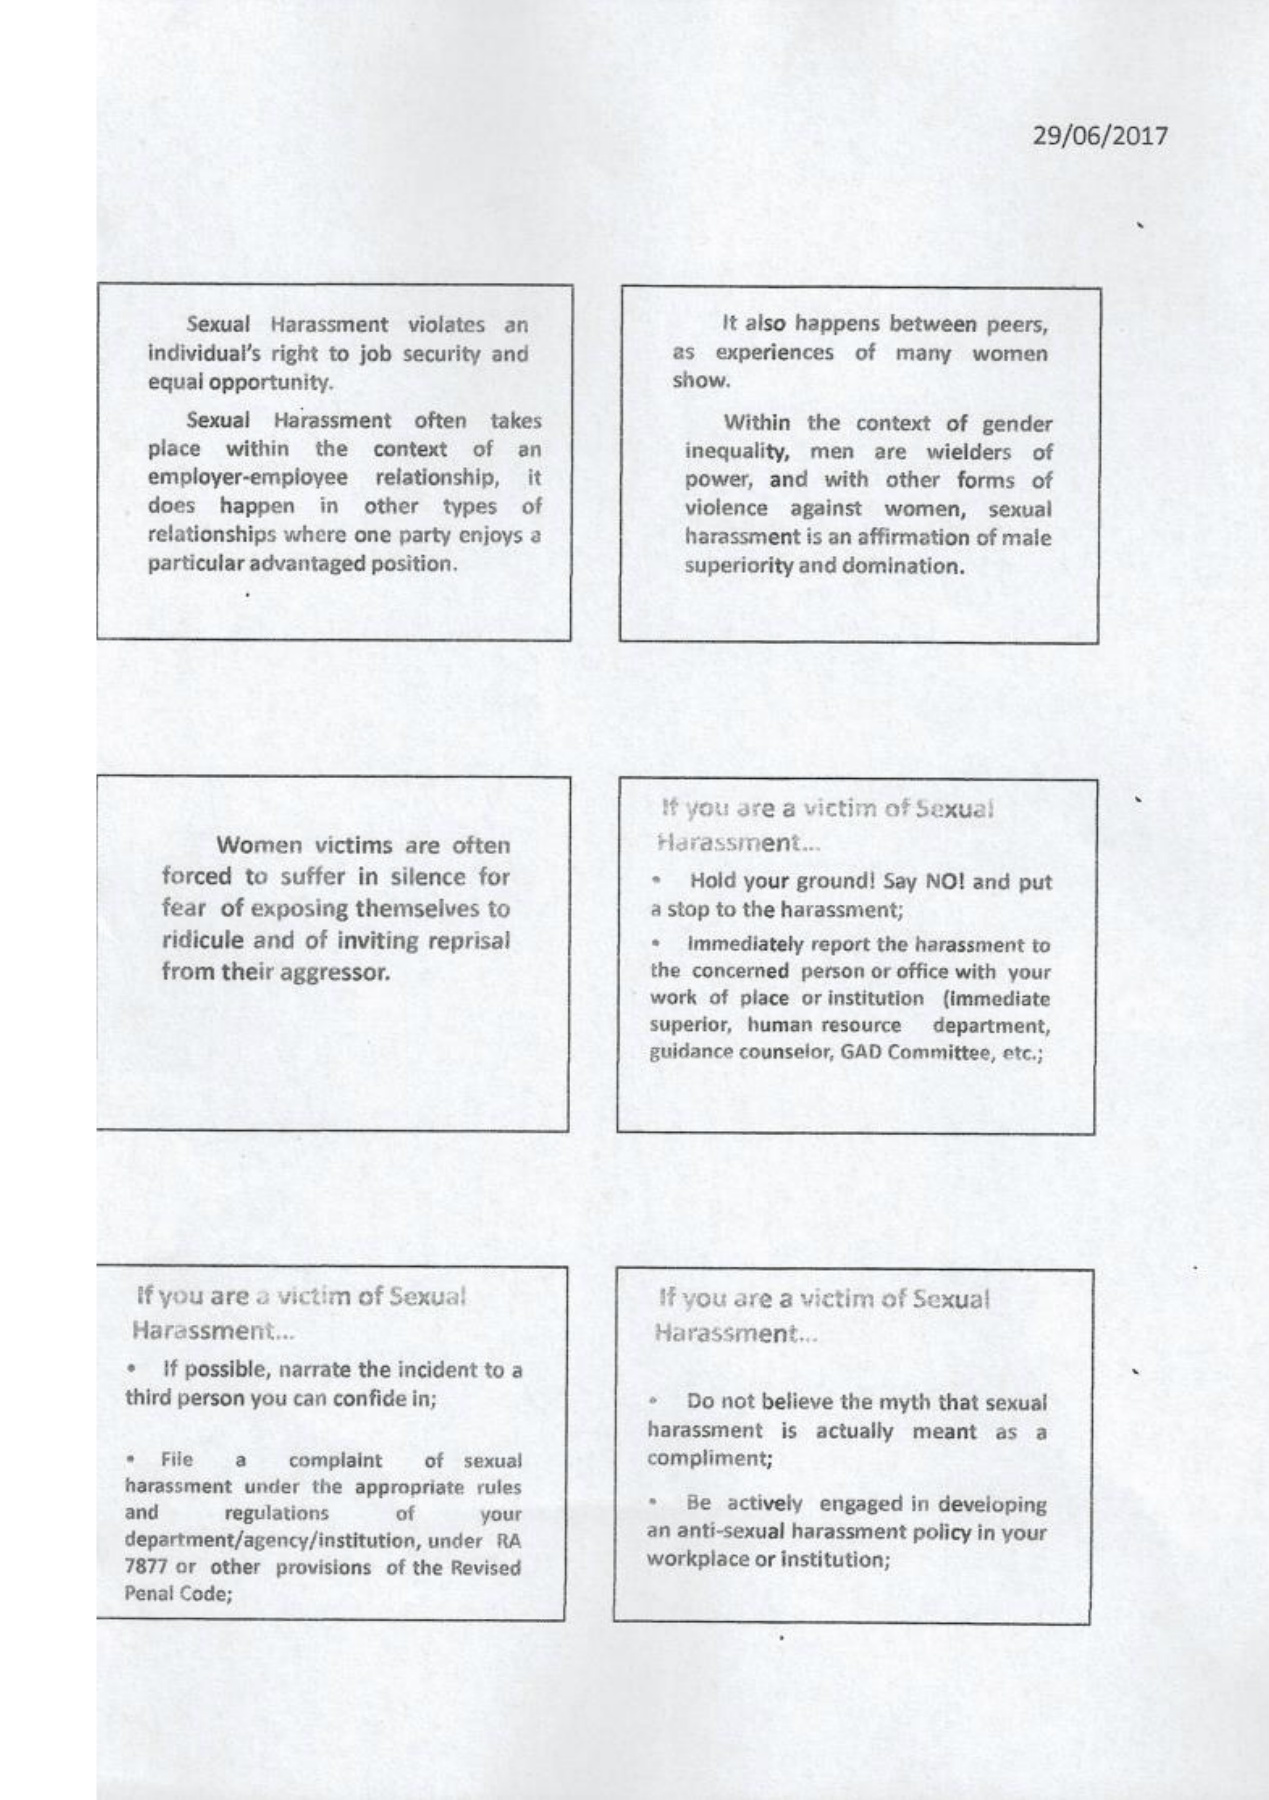 29/06/2017
Sexual Harassment violates an
individual's right to job security and
equal opportunity.
Sexual Harassment often takes
place within the context of an
employer-employee relationship, it
does happen in other types of
relationships where one party enjoys a
particular advantaged position.
It also happens between peers,
as experiences of many women
show.
Within the context of gender
inequality, men are wielders of
power, and with other forms of
violence against women, sexual
harassment is an affirmation of male
superiority and domination.
Women victims are often
forced to suffer in silence for
fear of exposing themselves to
ridicule and of inviting reprisal
from their aggressor.
If you are a victim of Sexual
Harassment...
• Hold your ground! Say NO! and put
a stop to the harassment;
• Immediately report the harassment to
the concerned person or office with your
work of place or institution (immediate
superior, human resource department,
guidance counselor, GAD Committee, etc.;
If you are a victim of Sexual
Harassment...
• If possible, narrate the incident to a
third person you can confide in;
• File a complaint of sexual
harassment under the appropriate rules
and regulations of your
department/agency/institution, under RA
7877 or other provisions of the Revised
Penal Code;
If you are a victim of Sexual
Harassment...
• Do not believe the myth that sexual
harassment is actually meant as a
compliment;
• Be actively engaged in developing
an anti-sexual harassment policy in your
workplace or institution;